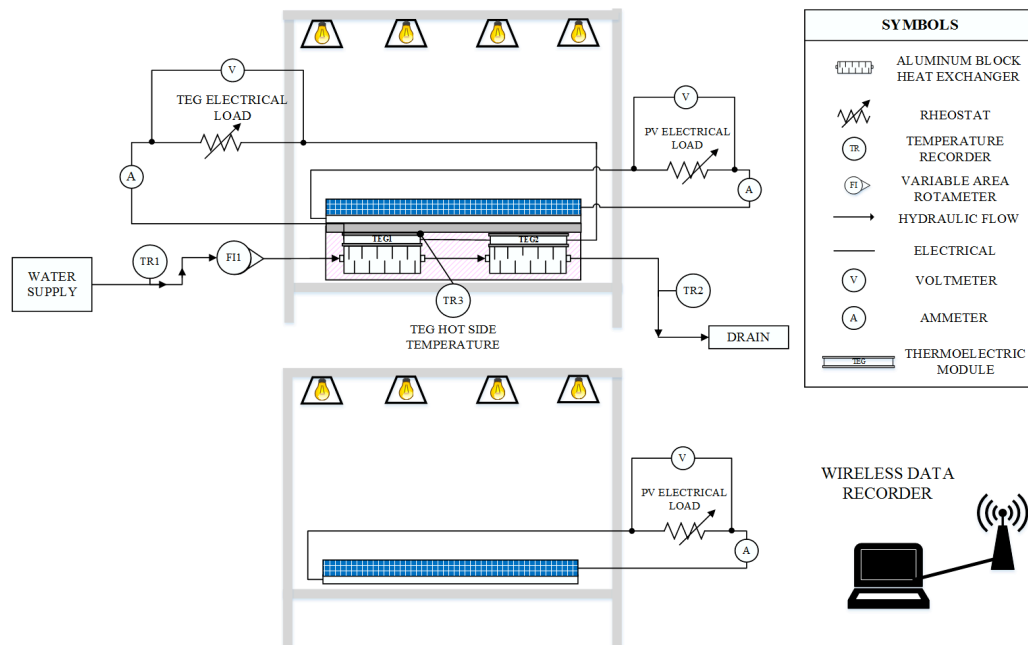 V
TEG ELECTRICAL
LOAD
A
V
PV ELECTRICAL
LOAD
A
TEG1
TEG2
WATER
SUPPLY
TR1
FI1
TR3
TEG HOT SIDE
TEMPERATURE
TR2
DRAIN
V
PV ELECTRICAL
LOAD
A
SYMBOLS
ALUMINUM BLOCK
HEAT EXCHANGER
RHEOSTAT
TR
TEMPERATURE
RECORDER
FI
VARIABLE AREA
ROTAMETER
HYDRAULIC FLOW
ELECTRICAL
V
VOLTMETER
A
AMMETER
TEG
THERMOELECTRIC
MODULE
WIRELESS DATA
RECORDER